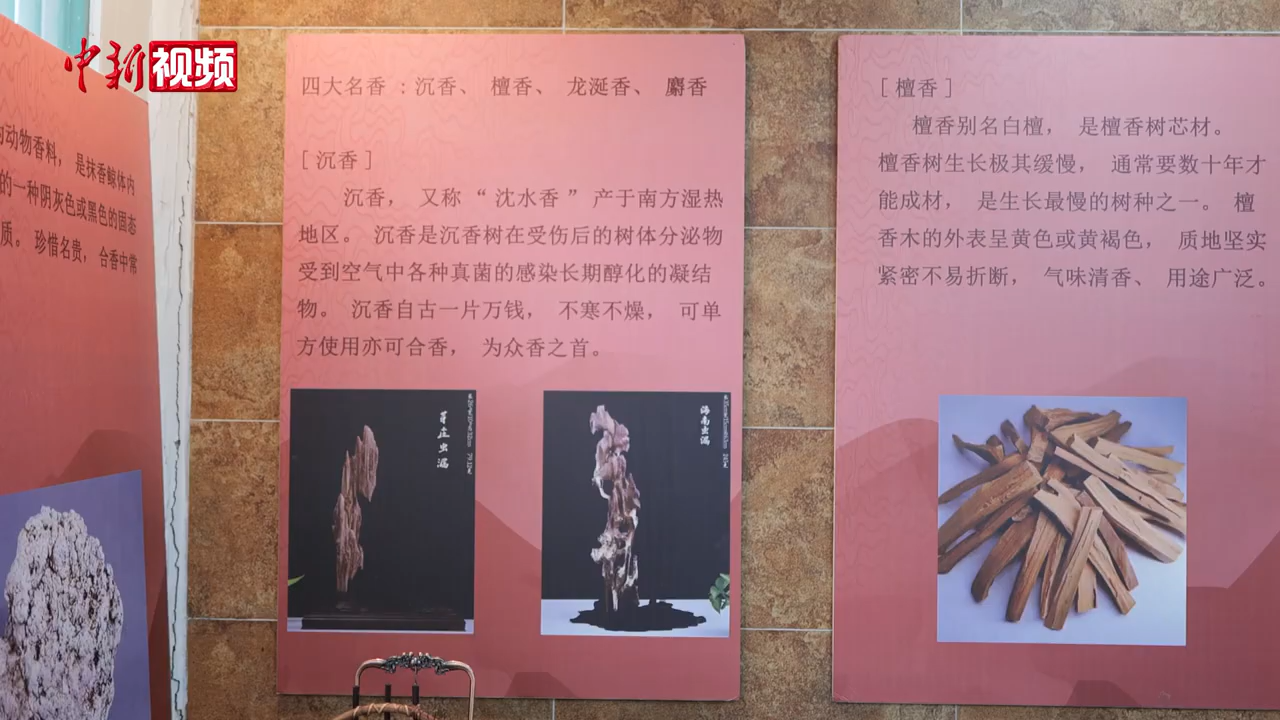 中新视频
动物香料， 是抹香鲸体内
的一种阴灰色或黑色的固态
质。 珍惜名贵， 合香中常
四大名香 ：沉香、 檀香、 龙涎香、 麝香
［ 沉香 ］
沉香， 又称 “ 沈水香 ” 产于南方湿热
地区。 沉香是沉香树在受伤后的树体分泌物
受到空气中各种真菌的感染长期醇化的凝结
物。 沉香自古一片万钱， 不寒不燥， 可单
方使用亦可合香， 为众香之首。
芽庄虫漏
海南虫漏
［ 檀香 ］
檀香别名白檀， 是檀香树芯材。
檀香树生长极其缓慢， 通常要数十年才
能成材， 是生长最慢的树种之一。 檀
香木的外表呈黄色或黄褐色， 质地坚实
紧密不易折断， 气味清香、 用途广泛。